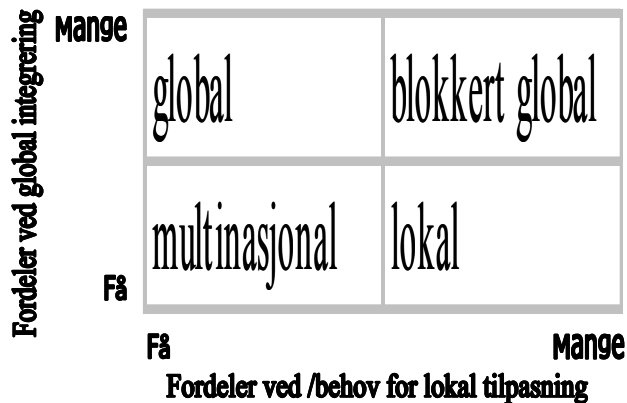 Fordeler ved global integrering
Mange
global
blokkert global
multinasjonal
lokal
Få
Få
Mange
Fordeler ved /behov for lokal tilpasning